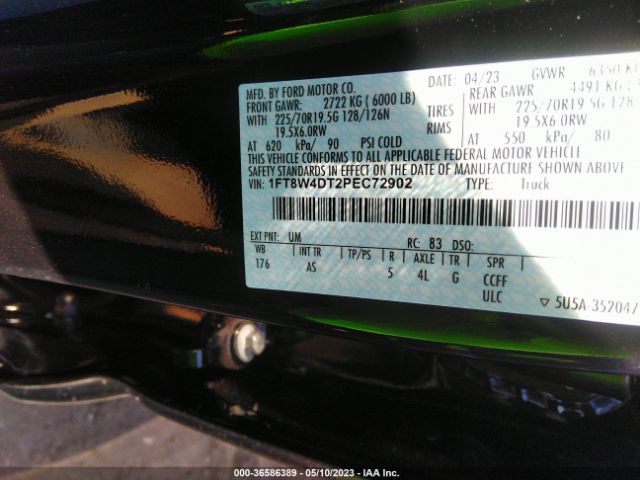 MFD. BY FORD MOTOR CO.
DATE: 04/23 GVWR 6350 KG
FRONT GAWR: 2722 KG ( 6000 LB)
REAR GAWR 4491 KG
WITH 225/70R19.5G 128/126N TIRES
WITH 225/70R19.5G 128
19.5X6.0RW RIMS 19.5X6.0RW
AT 620 kPa/ 90 PSI COLD AT 550 kPa/ 80
THIS VEHICLE CONFORMS TO ALL APPLICABLE FEDERAL MOTOR VEHICLE
SAFETY STANDARDS IN EFFECT ON THE DATE OF MANUFACTURE SHOWN AB
VIN: 1FT8W4DT2PEC72902 TYPE: Truck
EXT PNT: UM RC: 83 DSO:
WB INT TR TP/PS R AXLE TR SPR
176 AS 5 4L G CCFF
ULC
▽ 5U5A-3520472
000-36586389 - 05/10/2023 - IAA Inc.